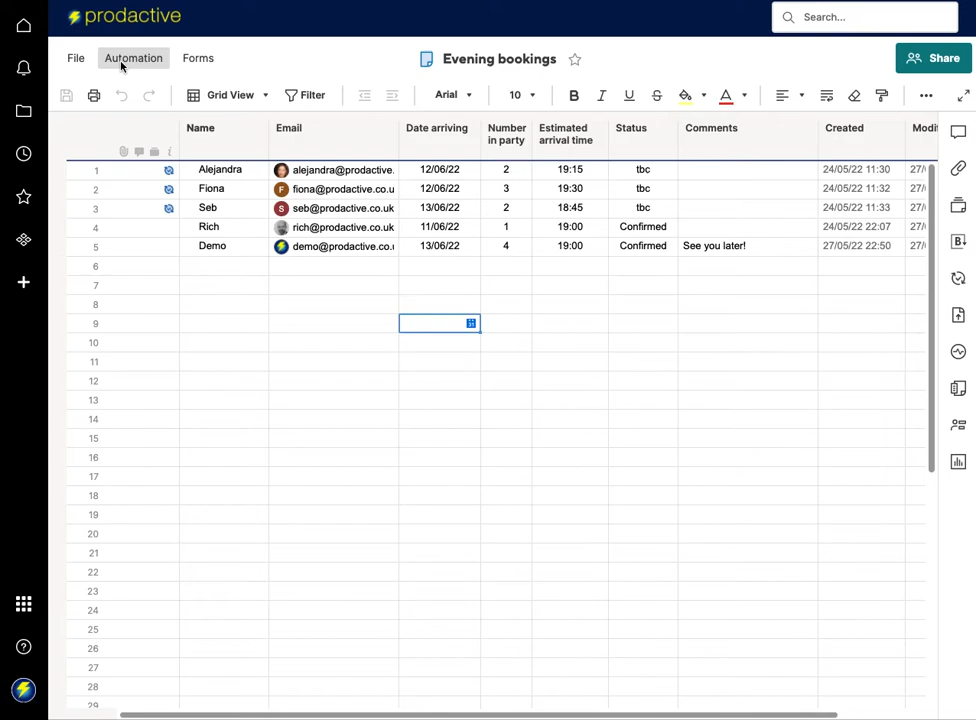 prodactive
Search...
File Automation Forms
Evening bookings
Share
Grid View Filter Arial 10 B I U S A
Name Email Date arriving Number in party Estimated arrival time Status Comments Created Modi
1 Alejandra alejandra@prodactive. 12/06/22 2 19:15 tbc 24/05/22 11:30 27/
2 Fiona F fiona@prodactive.co.u 12/06/22 3 19:30 tbc 24/05/22 11:32 27/
3 Seb S seb@prodactive.co.uk 13/06/22 2 18:45 tbc 24/05/22 11:33 27/
4 Rich rich@prodactive.co.uk 11/06/22 1 19:00 Confirmed 24/05/22 22:07 27/
5 Demo demo@prodactive.co.u 13/06/22 4 19:00 Confirmed See you later! 27/05/22 22:50 27/
6
7
8
9
10
11
12
13
14
15
16
17
18
19
20
21
22
23
24
25
26
27
28
29